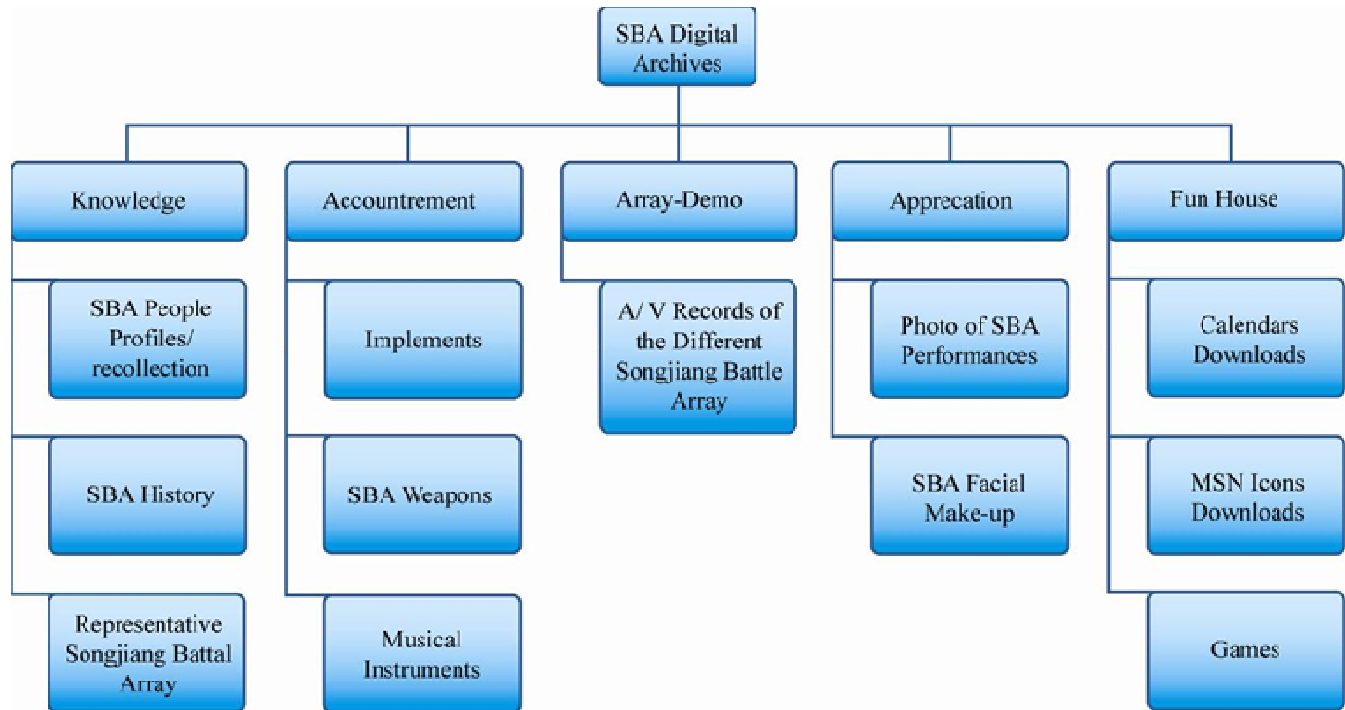 SBA Digital
Archives
Knowledge
Accountrement
Array-Demo
Apprecation
Fun House
SBA People
Profiles/
recollection
Implements
A/ V Records of
the Different
Songjiang Battle
Array
Photo of SBA
Performances
Calendars
Downloads
SBA History
SBA Weapons
SBA Facial
Make-up
MSN Icons
Downloads
Representative
Songjiang Battal
Array
Musical
Instruments
Games